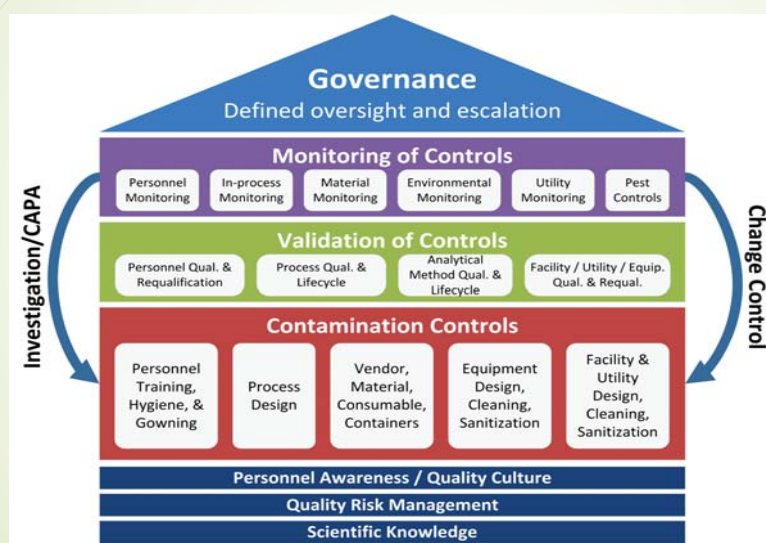 Governance
Defined oversight and escalation
Monitoring of Controls
Personnel
Monitoring
In-process
Monitoring
Material
Monitoring
Environmental
Monitoring
Utility
Monitoring
Pest
Controls
Investigation/CAPA
Change Control
Validation of Controls
Personnel Qual. &
Requalification
Process Qual. &
Lifecycle
Analytical
Method Qual. &
Lifecycle
Facility / Utility / Equip.
Qual. & Requal.
Contamination Controls
Personnel
Training,
Hygiene, &
Gowning
Process
Design
Vendor,
Material,
Consumable,
Containers
Equipment
Design,
Cleaning,
Sanitization
Facility &
Utility
Design,
Cleaning,
Sanitization
Personnel Awareness / Quality Culture
Quality Risk Management
Scientific Knowledge